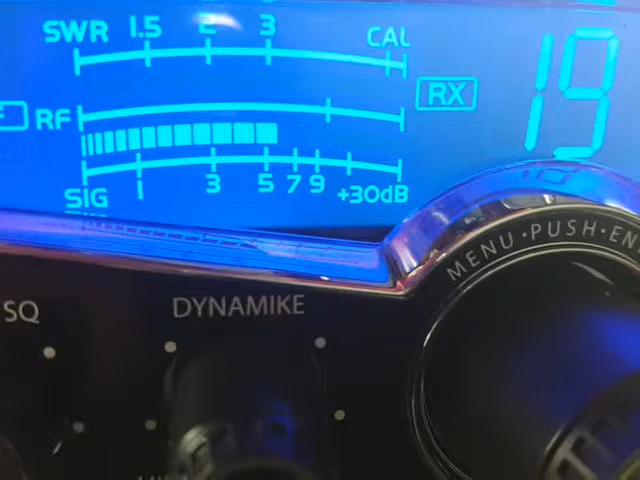 SWR 1.5 2 3 CAL
19
RX
RF
SIG 1 3 5 7 9 +30dB
MENU·PUSH·EN
SQ DYNAMIKE